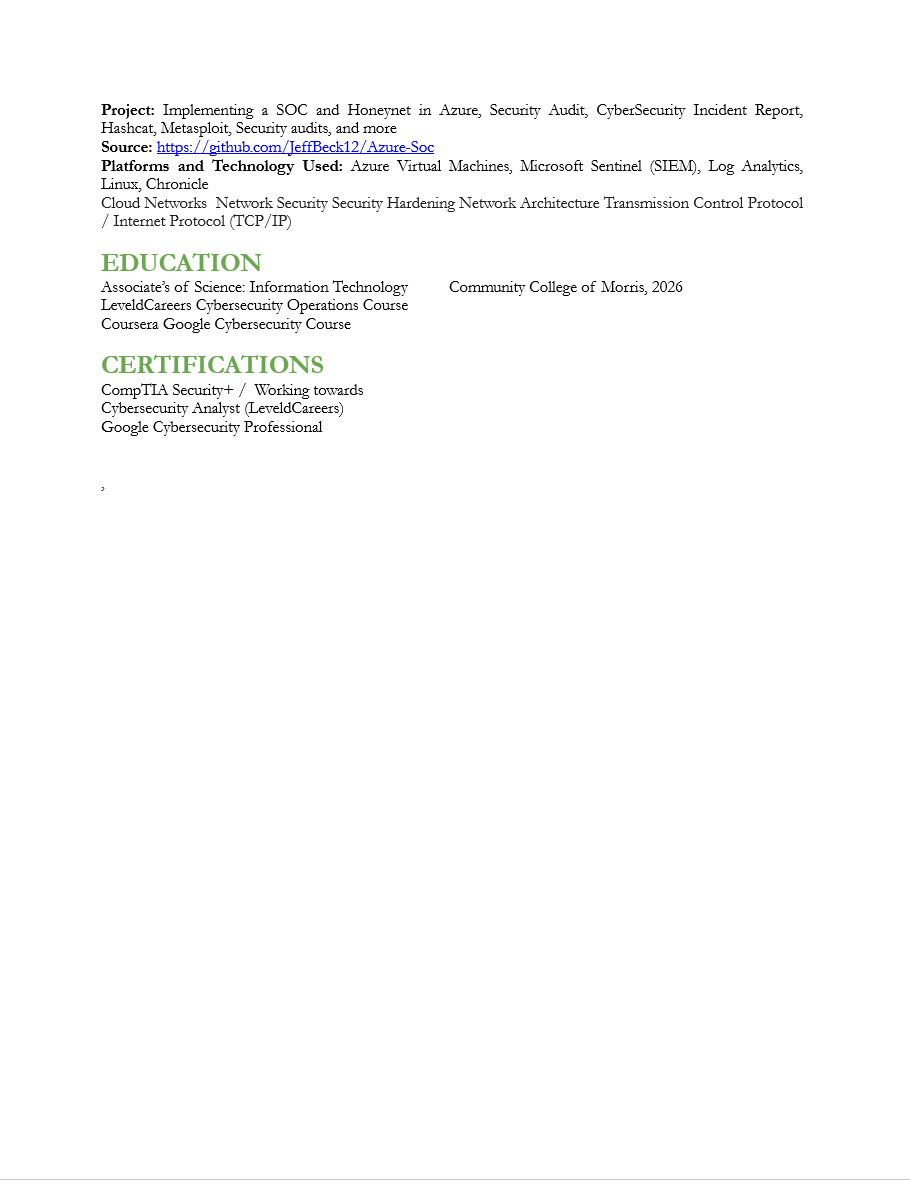 Project: Implementing a SOC and Honeynet in Azure, Security Audit, CyberSecurity Incident Report,
Hashcat, Metasploit, Security audits, and more
Source: https://github.com/JeffBeck12/Azure-Soc
Platforms and Technology Used: Azure Virtual Machines, Microsoft Sentinel (SIEM), Log Analytics,
Linux, Chronicle
Cloud Networks  Network Security Security Hardening Network Architecture Transmission Control Protocol
/ Internet Protocol (TCP/IP)
EDUCATION
Associate’s of Science: Information Technology Community College of Morris, 2026
LeveldCareers Cybersecurity Operations Course
Coursera Google Cybersecurity Course
CERTIFICATIONS
CompTIA Security+ /  Working towards
Cybersecurity Analyst (LeveldCareers)
Google Cybersecurity Professional
,